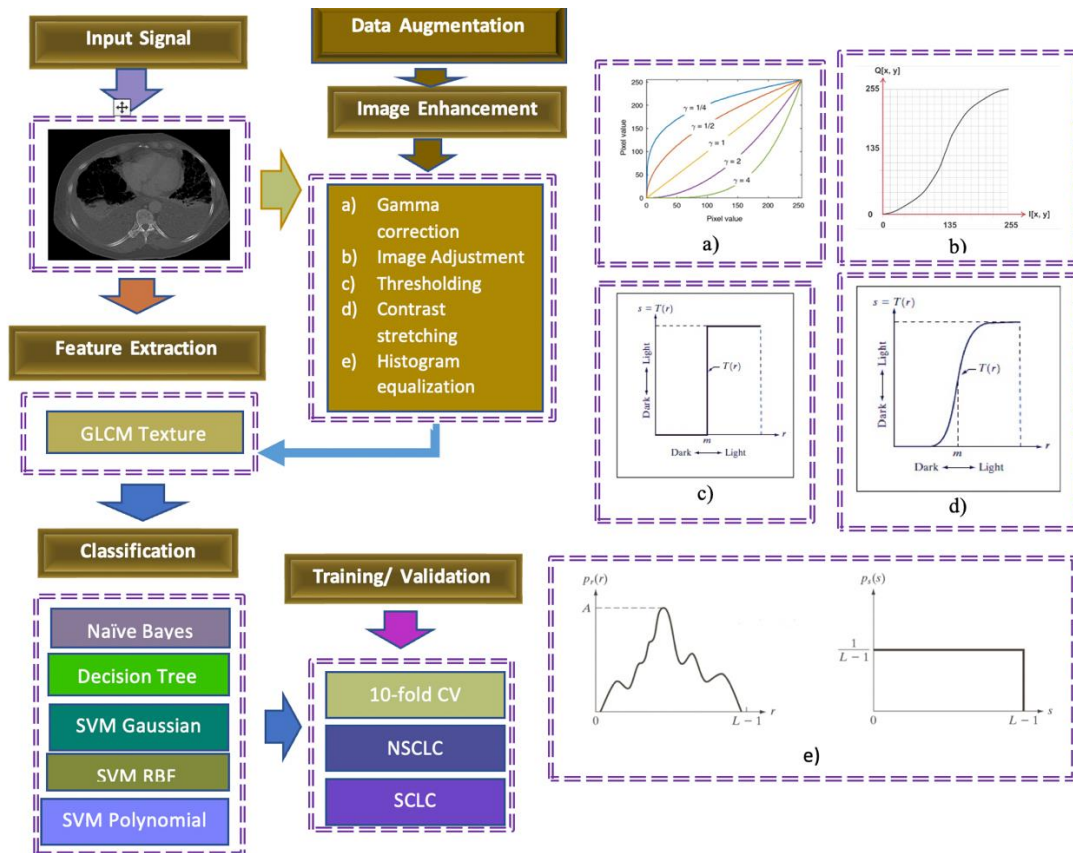 Input Signal
Data Augmentation
Image Enhancement
a) Gamma
correction
b) Image Adjustment
c) Thresholding
d) Contrast
stretching
e) Histogram
equalization
Feature Extraction
GLCM Texture
Classification
Naïve Bayes
Decision Tree
SVM Gaussian
SVM RBF
SVM Polynomial
Training/ Validation
10-fold CV
NSCLC
SCLC
Pixel value
250
200
150
100
50
0
γ = 1/4
γ = 1/2
γ = 1
γ = 2
γ = 4
0 50 100 150 200 250
Pixel value
a)
Q[x, y]
255
135
0
0 135 255
I[x, y]
b)
s = T(r)
Dark Light
T(r)
m
r
Dark Light
c)
s = T(r)
Dark Light
T(r)
m
r
Dark Light
d)
pr(r)
A
0
L – 1
r
ps(s)
1
L – 1
0
L – 1
s
e)